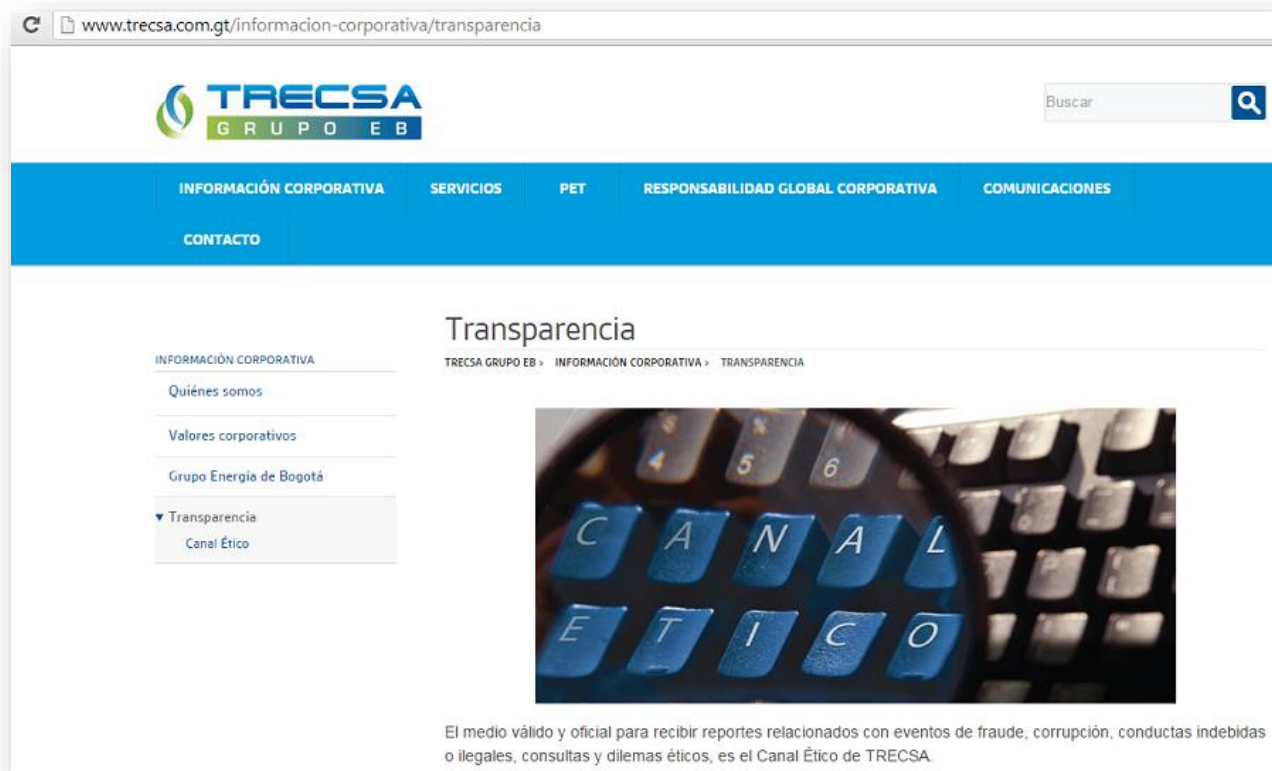 www.trecsa.com.gt/informacion-corporativa/transparencia
TRECSA
GRUPO EB
Buscar
INFORMACIÓN CORPORATIVA SERVICIOS PET RESPONSABILIDAD GLOBAL CORPORATIVA COMUNICACIONES
CONTACTO
INFORMACIÓN CORPORATIVA
Quiénes somos
Valores corporativos
Grupo Energía de Bogotá
Transparencia
Canal Ético
Transparencia
TRECSA GRUPO EB > INFORMACIÓN CORPORATIVA > TRANSPARENCIA
4 5 6
CANAL
ETICO
El medio válido y oficial para recibir reportes relacionados con eventos de fraude, corrupción, conductas indebidas
o ilegales, consultas y dilemas éticos, es el Canal Ético de TRECSA.